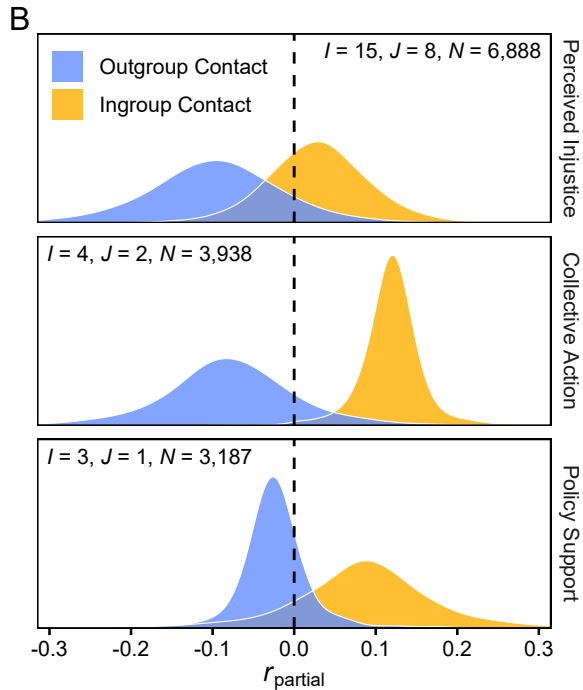 B
I = 15, J = 8, N = 6,888
Outgroup Contact
Ingroup Contact
Perceived Injustice
I = 4, J = 2, N = 3,938
Collective Action
I = 3, J = 1, N = 3,187
Policy Support
-0.3 -0.2 -0.1 0.0 0.1 0.2 0.3
rpartial